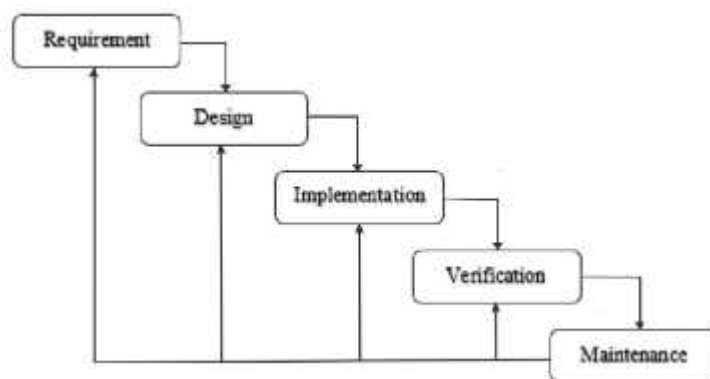 Requirement
Design
Implementation
Verification
Maintenance